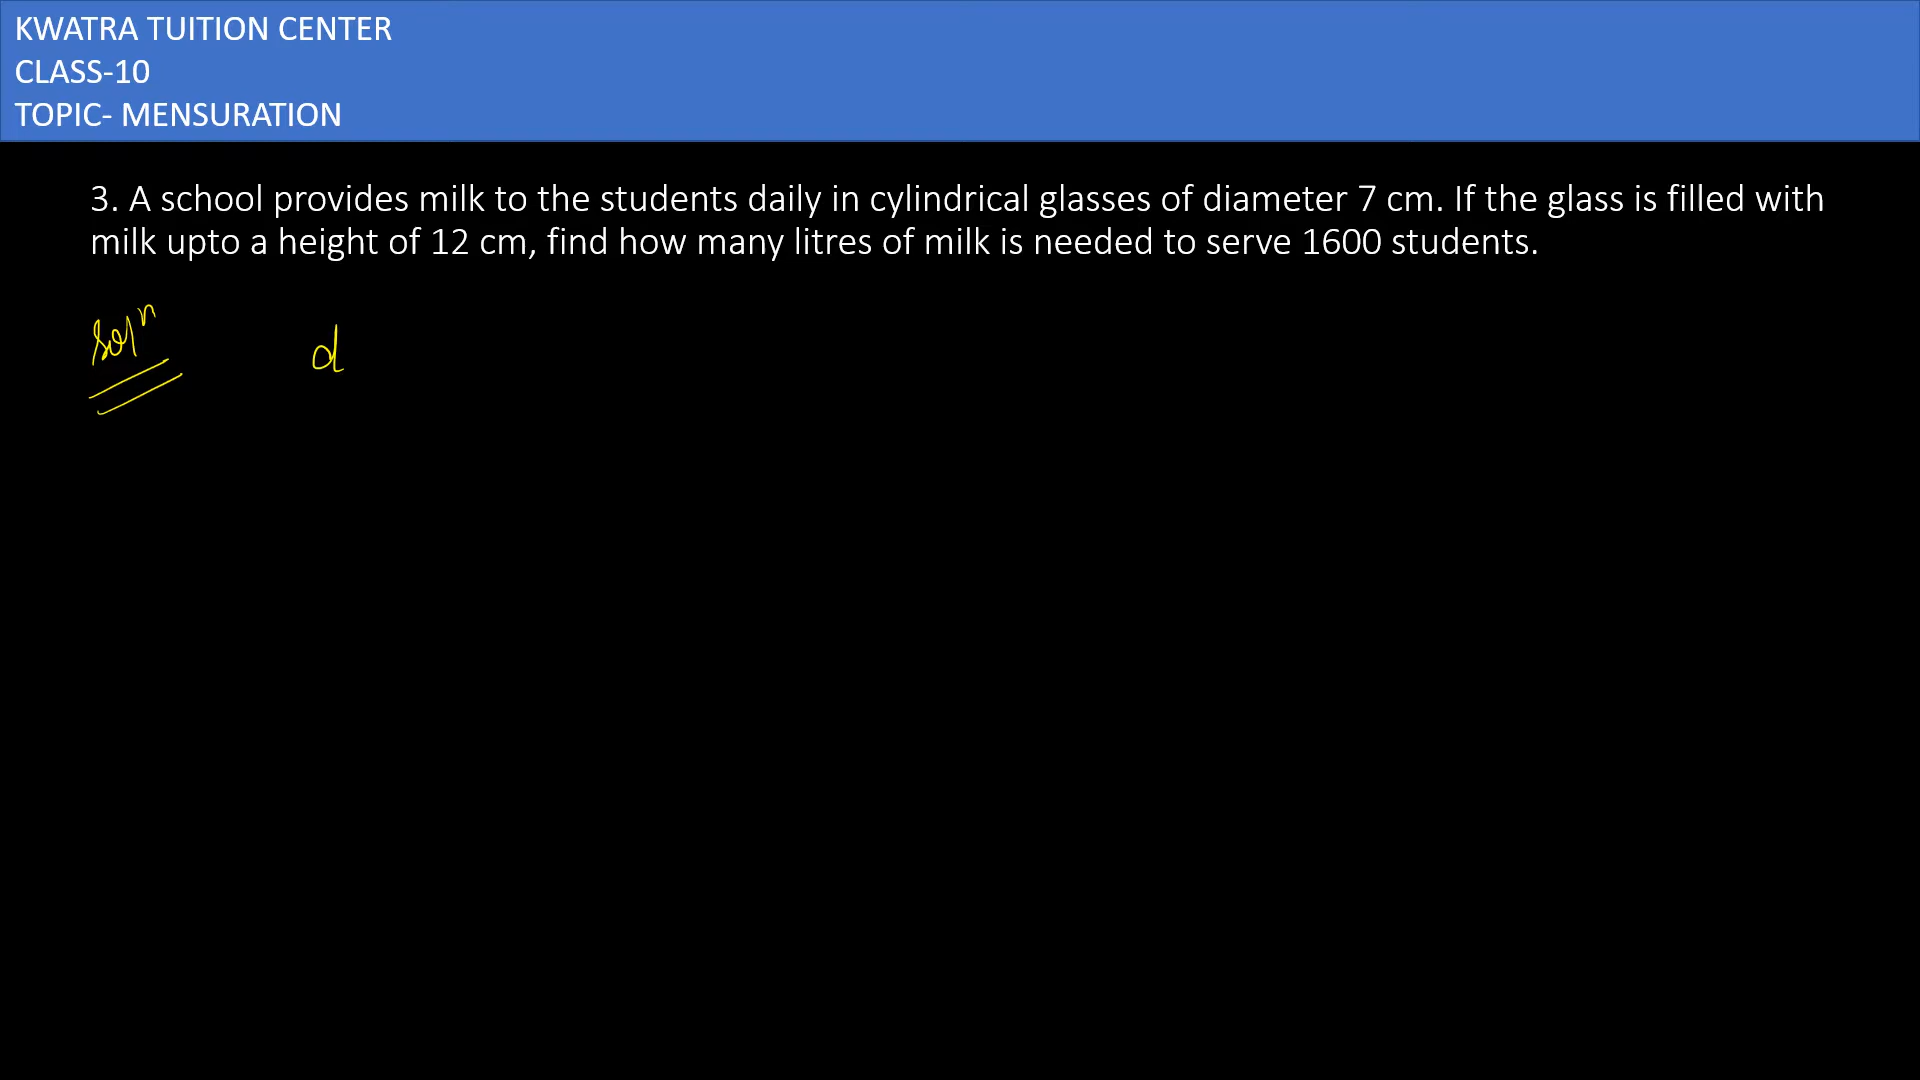 KWATRA TUITION CENTER
CLASS-10
TOPIC- MENSURATION
3. A school provides milk to the students daily in cylindrical glasses of diameter 7 cm. If the glass is filled with
milk upto a height of 12 cm, find how many litres of milk is needed to serve 1600 students.
Solⁿ d